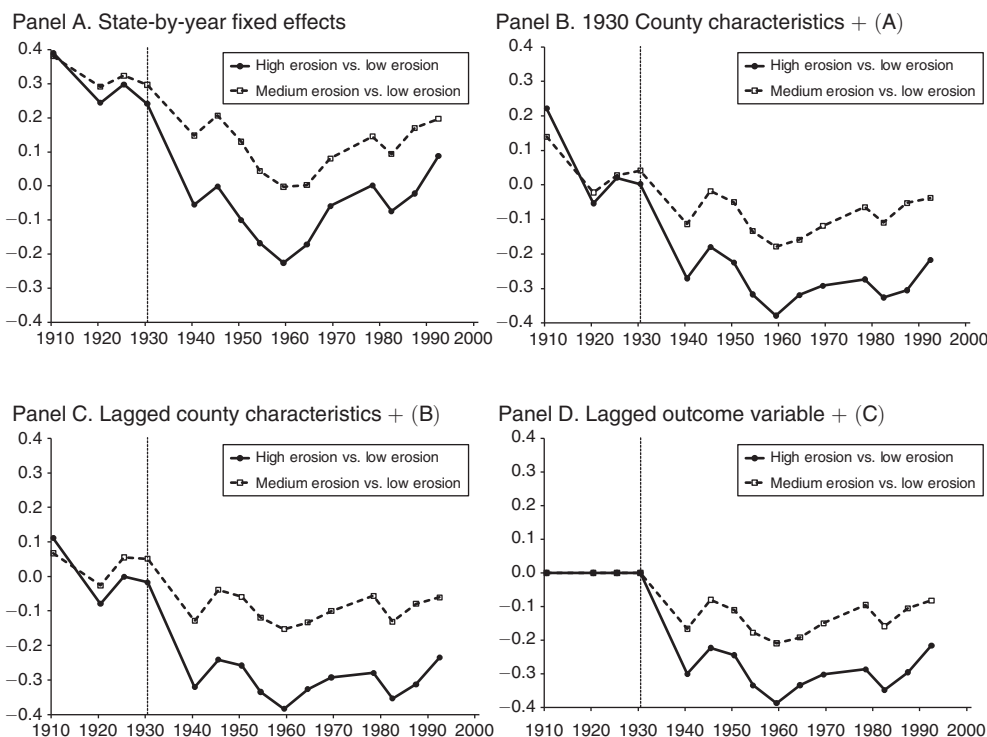 Panel A. State-by-year fixed effects
0.4
0.3
0.2
0.1
0.0
−0.1
−0.2
−0.3
−0.4
High erosion vs. low erosion
Medium erosion vs. low erosion
1910 1920 1930 1940 1950 1960 1970 1980 1990 2000
Panel B. 1930 County characteristics + (A)
0.4
0.3
0.2
0.1
0.0
−0.1
−0.2
−0.3
−0.4
High erosion vs. low erosion
Medium erosion vs. low erosion
1910 1920 1930 1940 1950 1960 1970 1980 1990 2000
Panel C. Lagged county characteristics + (B)
0.4
0.3
0.2
0.1
0.0
−0.1
−0.2
−0.3
−0.4
High erosion vs. low erosion
Medium erosion vs. low erosion
1910 1920 1930 1940 1950 1960 1970 1980 1990 2000
Panel D. Lagged outcome variable + (C)
0.4
0.3
0.2
0.1
0.0
−0.1
−0.2
−0.3
−0.4
High erosion vs. low erosion
Medium erosion vs. low erosion
1910 1920 1930 1940 1950 1960 1970 1980 1990 2000